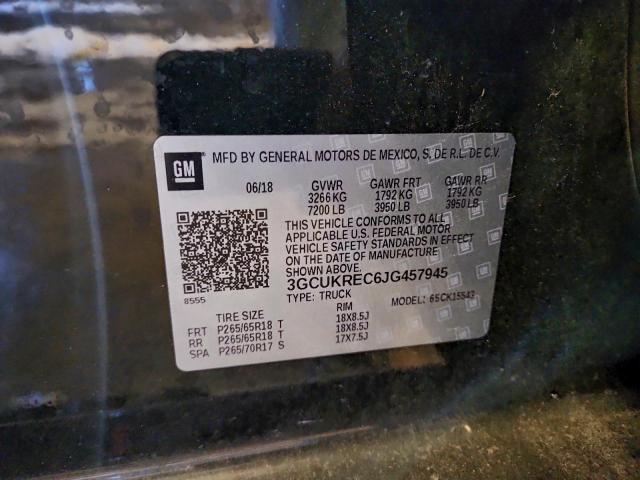 GM
MFD BY GENERAL MOTORS DE MEXICO, S. DE R.L. DE C.V.
06/18 GVWR GAWR FRT GAWR RR
3266 KG 1792 KG 1792 KG
7200 LB 3950 LB 3950 LB
THIS VEHICLE CONFORMS TO ALL
APPLICABLE U.S. FEDERAL MOTOR
VEHICLE SAFETY STANDARDS IN EFFECT
ON THE DATE OF MANUFACTURE
SHOWN ABOVE.
3GCUKREC6JG457945
TYPE: TRUCK MODEL: 65CK15543
8555
TIRE SIZE RIM
FRT P265/65R18 T 18X8.5J
RR P265/65R18 T 18X8.5J
SPA P265/70R17 S 17X7.5J